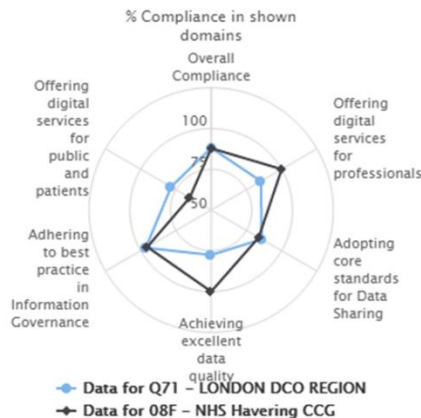 % Compliance in shown
domains
Overall
Compliance
Offering
digital
services
for
public
and
patients
Offering
digital
services
for
professionals
100
75
50
Adhering
to best
practice
in
Information
Governance
Adopting
core
standards
for Data
Sharing
Achieving
excellent
data
quality
Data for Q71 – LONDON DCO REGION
Data for 08F – NHS Havering CCG